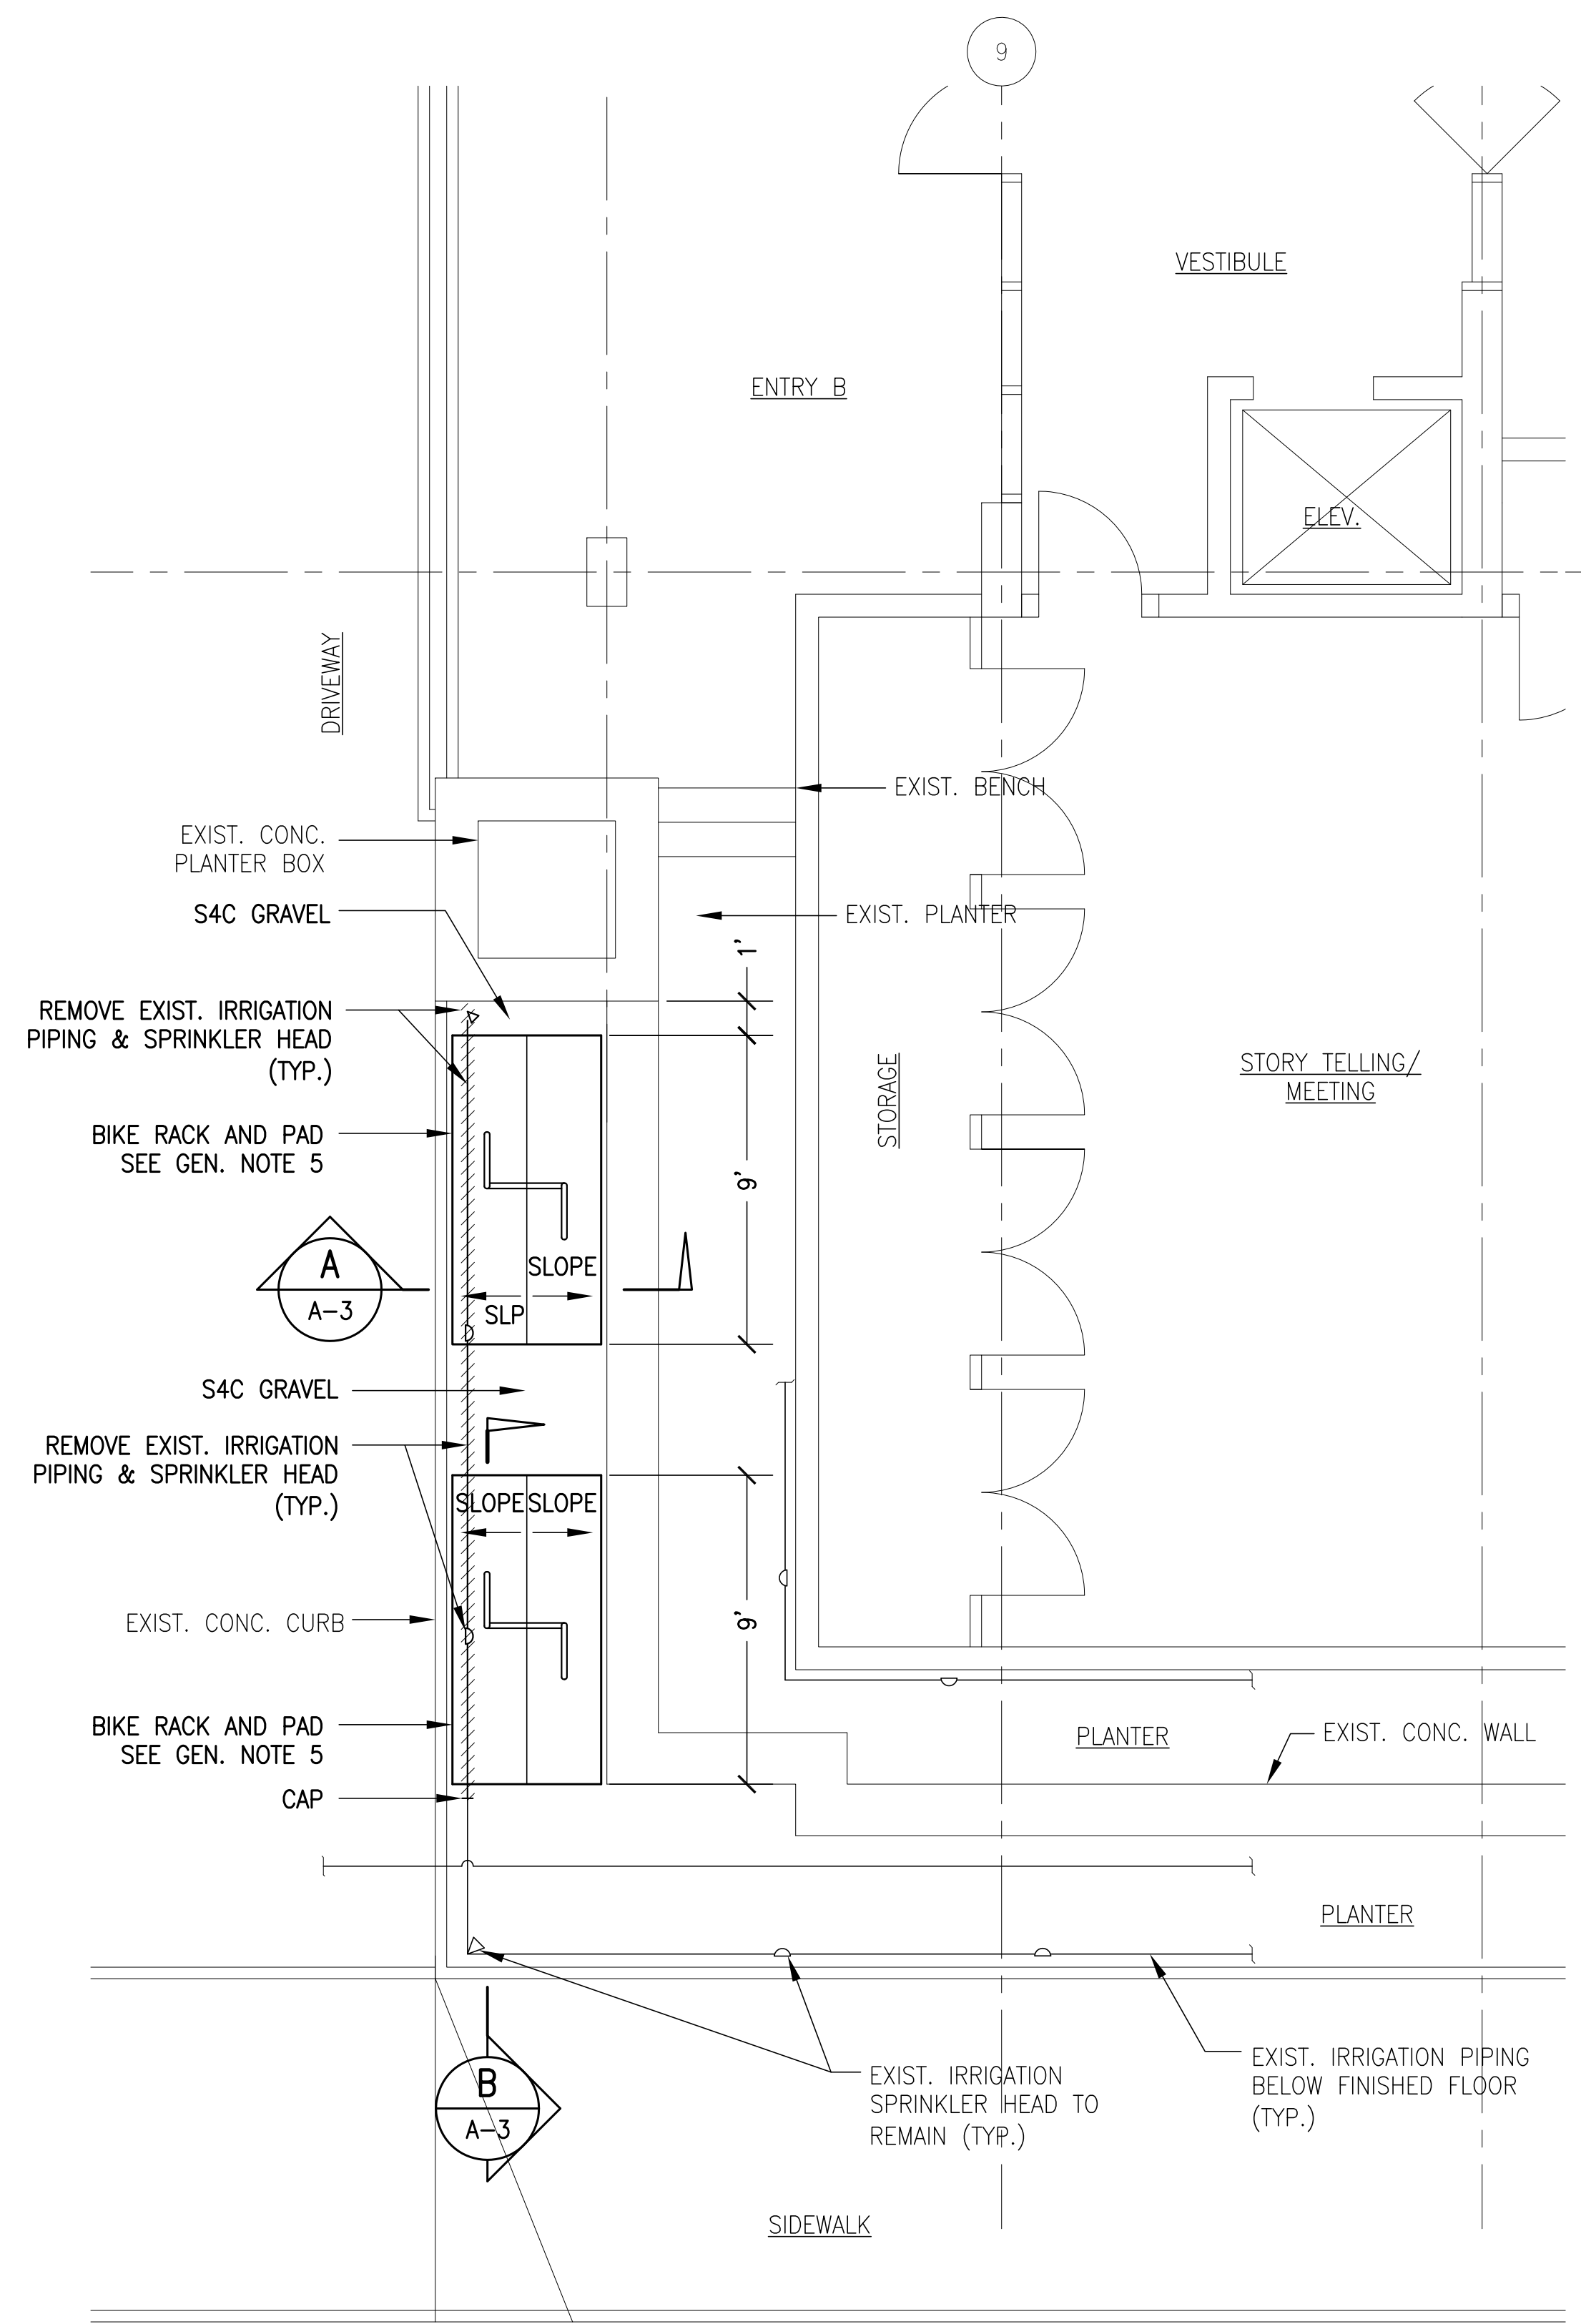 9
VESTIBULE
ENTRY B
ELEV.
DRIVEWAY
EXIST. BENCH
EXIST. CONC.
PLANTER BOX
S4C GRAVEL
EXIST. PLANTER
1'
REMOVE EXIST. IRRIGATION
PIPING & SPRINKLER HEAD
(TYP.)
STORAGE
STORY TELLING/
MEETING
BIKE RACK AND PAD
SEE GEN. NOTE 5
9'
A
A-3
SLOPE
SLP
S4C GRAVEL
REMOVE EXIST. IRRIGATION
PIPING & SPRINKLER HEAD
(TYP.)
SLOPE SLOPE
EXIST. CONC. CURB
9'
BIKE RACK AND PAD
SEE GEN. NOTE 5
PLANTER
EXIST. CONC. WALL
CAP
PLANTER
B
A-3
EXIST. IRRIGATION
SPRINKLER HEAD TO
REMAIN (TYP.)
EXIST. IRRIGATION PIPING
BELOW FINISHED FLOOR
(TYP.)
SIDEWALK